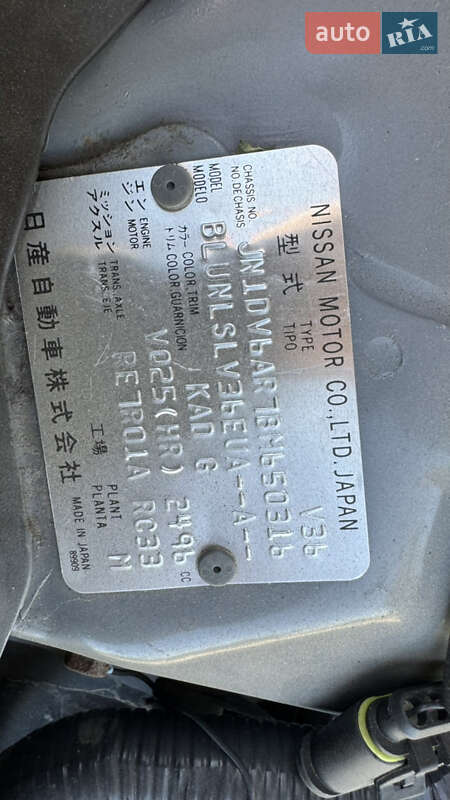 auto RIA
.com
NISSAN MOTOR CO.,LTD. JAPAN
型式 TYPE TIPO V36
CHASSIS NO. NO.DE CHASIS JN1DV6AR7BM650316
MODEL MODELO BLUNLSLV36EUA--A--
カラー COLOR,TRIM トリム COLOR,GUARNICION KAD G
エンジン ENGINE MOTOR VQ25(HR) 2496 CC
ミッション TRANS. AXLE アクスル TRANS. EJE RE7R01A RC33
工場 PLANT PLANTA M
日産自動車株式会社 MADE IN JAPAN
89909